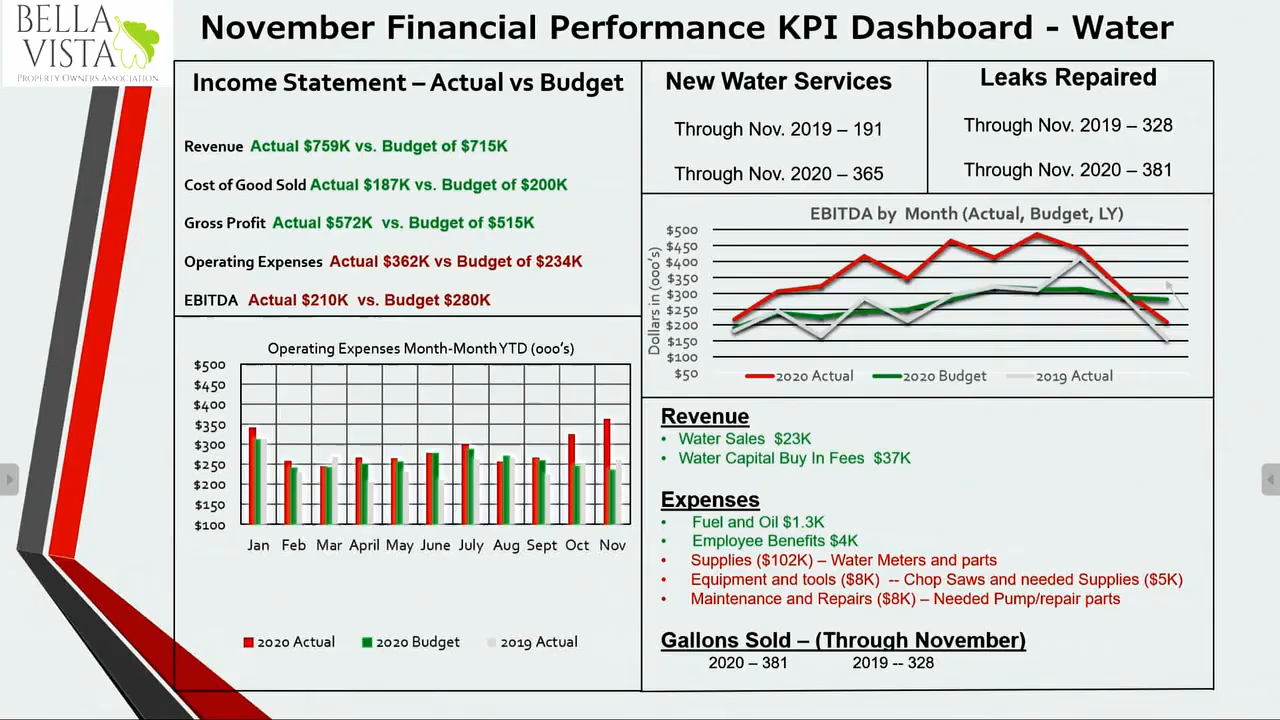 BELLA
VISTA
PROPERTY OWNERS ASSOCIATION
November Financial Performance KPI Dashboard - Water
Income Statement – Actual vs Budget
Revenue Actual $759K vs. Budget of $715K
Cost of Good Sold Actual $187K vs. Budget of $200K
Gross Profit Actual $572K vs. Budget of $515K
Operating Expenses Actual $362K vs Budget of $234K
EBITDA Actual $210K vs. Budget $280K
Operating Expenses Month-Month YTD (000's)
$500
$450
$400
$350
$300
$250
$200
$150
$100
Jan Feb Mar April May June July Aug Sept Oct Nov
2020 Actual 2020 Budget 2019 Actual
New Water Services
Through Nov. 2019 – 191
Through Nov. 2020 – 365
Leaks Repaired
Through Nov. 2019 – 328
Through Nov. 2020 – 381
EBITDA by Month (Actual, Budget, LY)
Dollars in (000's)
$500
$450
$400
$350
$300
$250
$200
$150
$100
$50
2020 Actual 2020 Budget 2019 Actual
Revenue
• Water Sales $23K
• Water Capital Buy In Fees $37K
Expenses
• Fuel and Oil $1.3K
• Employee Benefits $4K
• Supplies ($102K) – Water Meters and parts
• Equipment and tools ($8K) -- Chop Saws and needed Supplies ($5K)
• Maintenance and Repairs ($8K) – Needed Pump/repair parts
Gallons Sold – (Through November)
2020 – 381 2019 -- 328